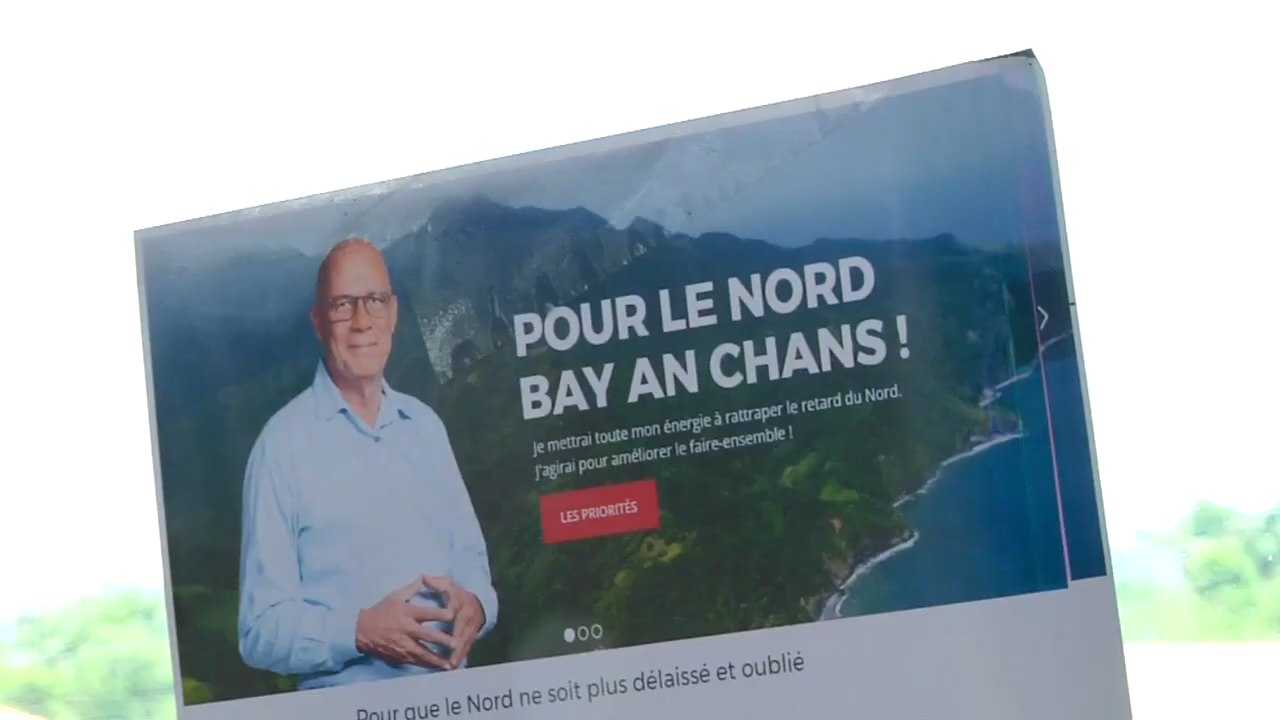 POUR LE NORD
BAY AN CHANS !
Je mettrai toute mon énergie à rattraper le retard du Nord.
J'agirai pour améliorer le faire-ensemble !
LES PRIORITÉS
Pour que le Nord ne soit plus délaissé et oublié